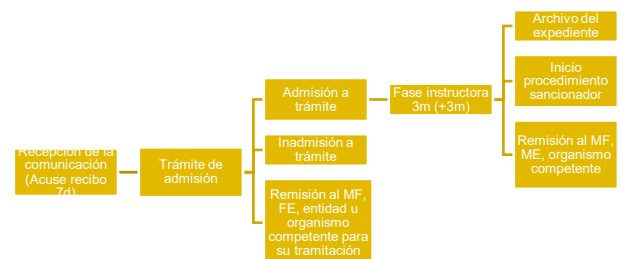 Recepción de la
comunicación
(Acuse recibo
7d)
Trámite de
admisión
Admisión a
trámite
Inadmisión a
trámite
Remisión al MF,
FE, entidad u
organismo
competente para
su tramitación
Fase instructora
3m (+3m)
Archivo del
expediente
Inicio
procedimiento
sancionador
Remisión al MF,
ME, organismo
competente